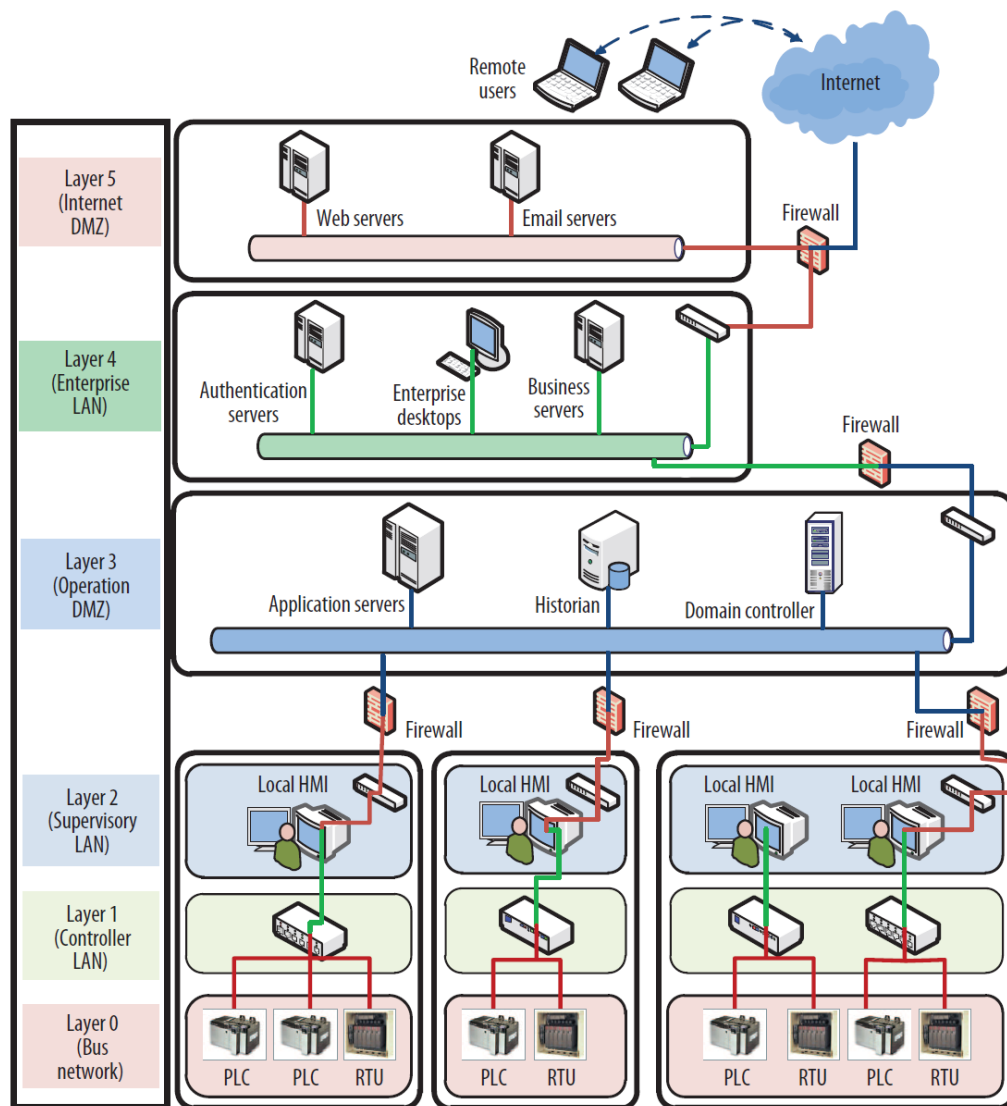 Remote
users
Internet
Layer 5
(Internet
DMZ)
Web servers
Email servers
Firewall
Layer 4
(Enterprise
LAN)
Authentication
servers
Enterprise
desktops
Business
servers
Firewall
Layer 3
(Operation
DMZ)
Application servers
Historian
Domain controller
Firewall
Firewall
Firewall
Layer 2
(Supervisory
LAN)
Local HMI
Local HMI
Local HMI
Local HMI
Layer 1
(Controller
LAN)
Layer 0
(Bus
network)
PLC
PLC
RTU
PLC
RTU
PLC
RTU
PLC
RTU